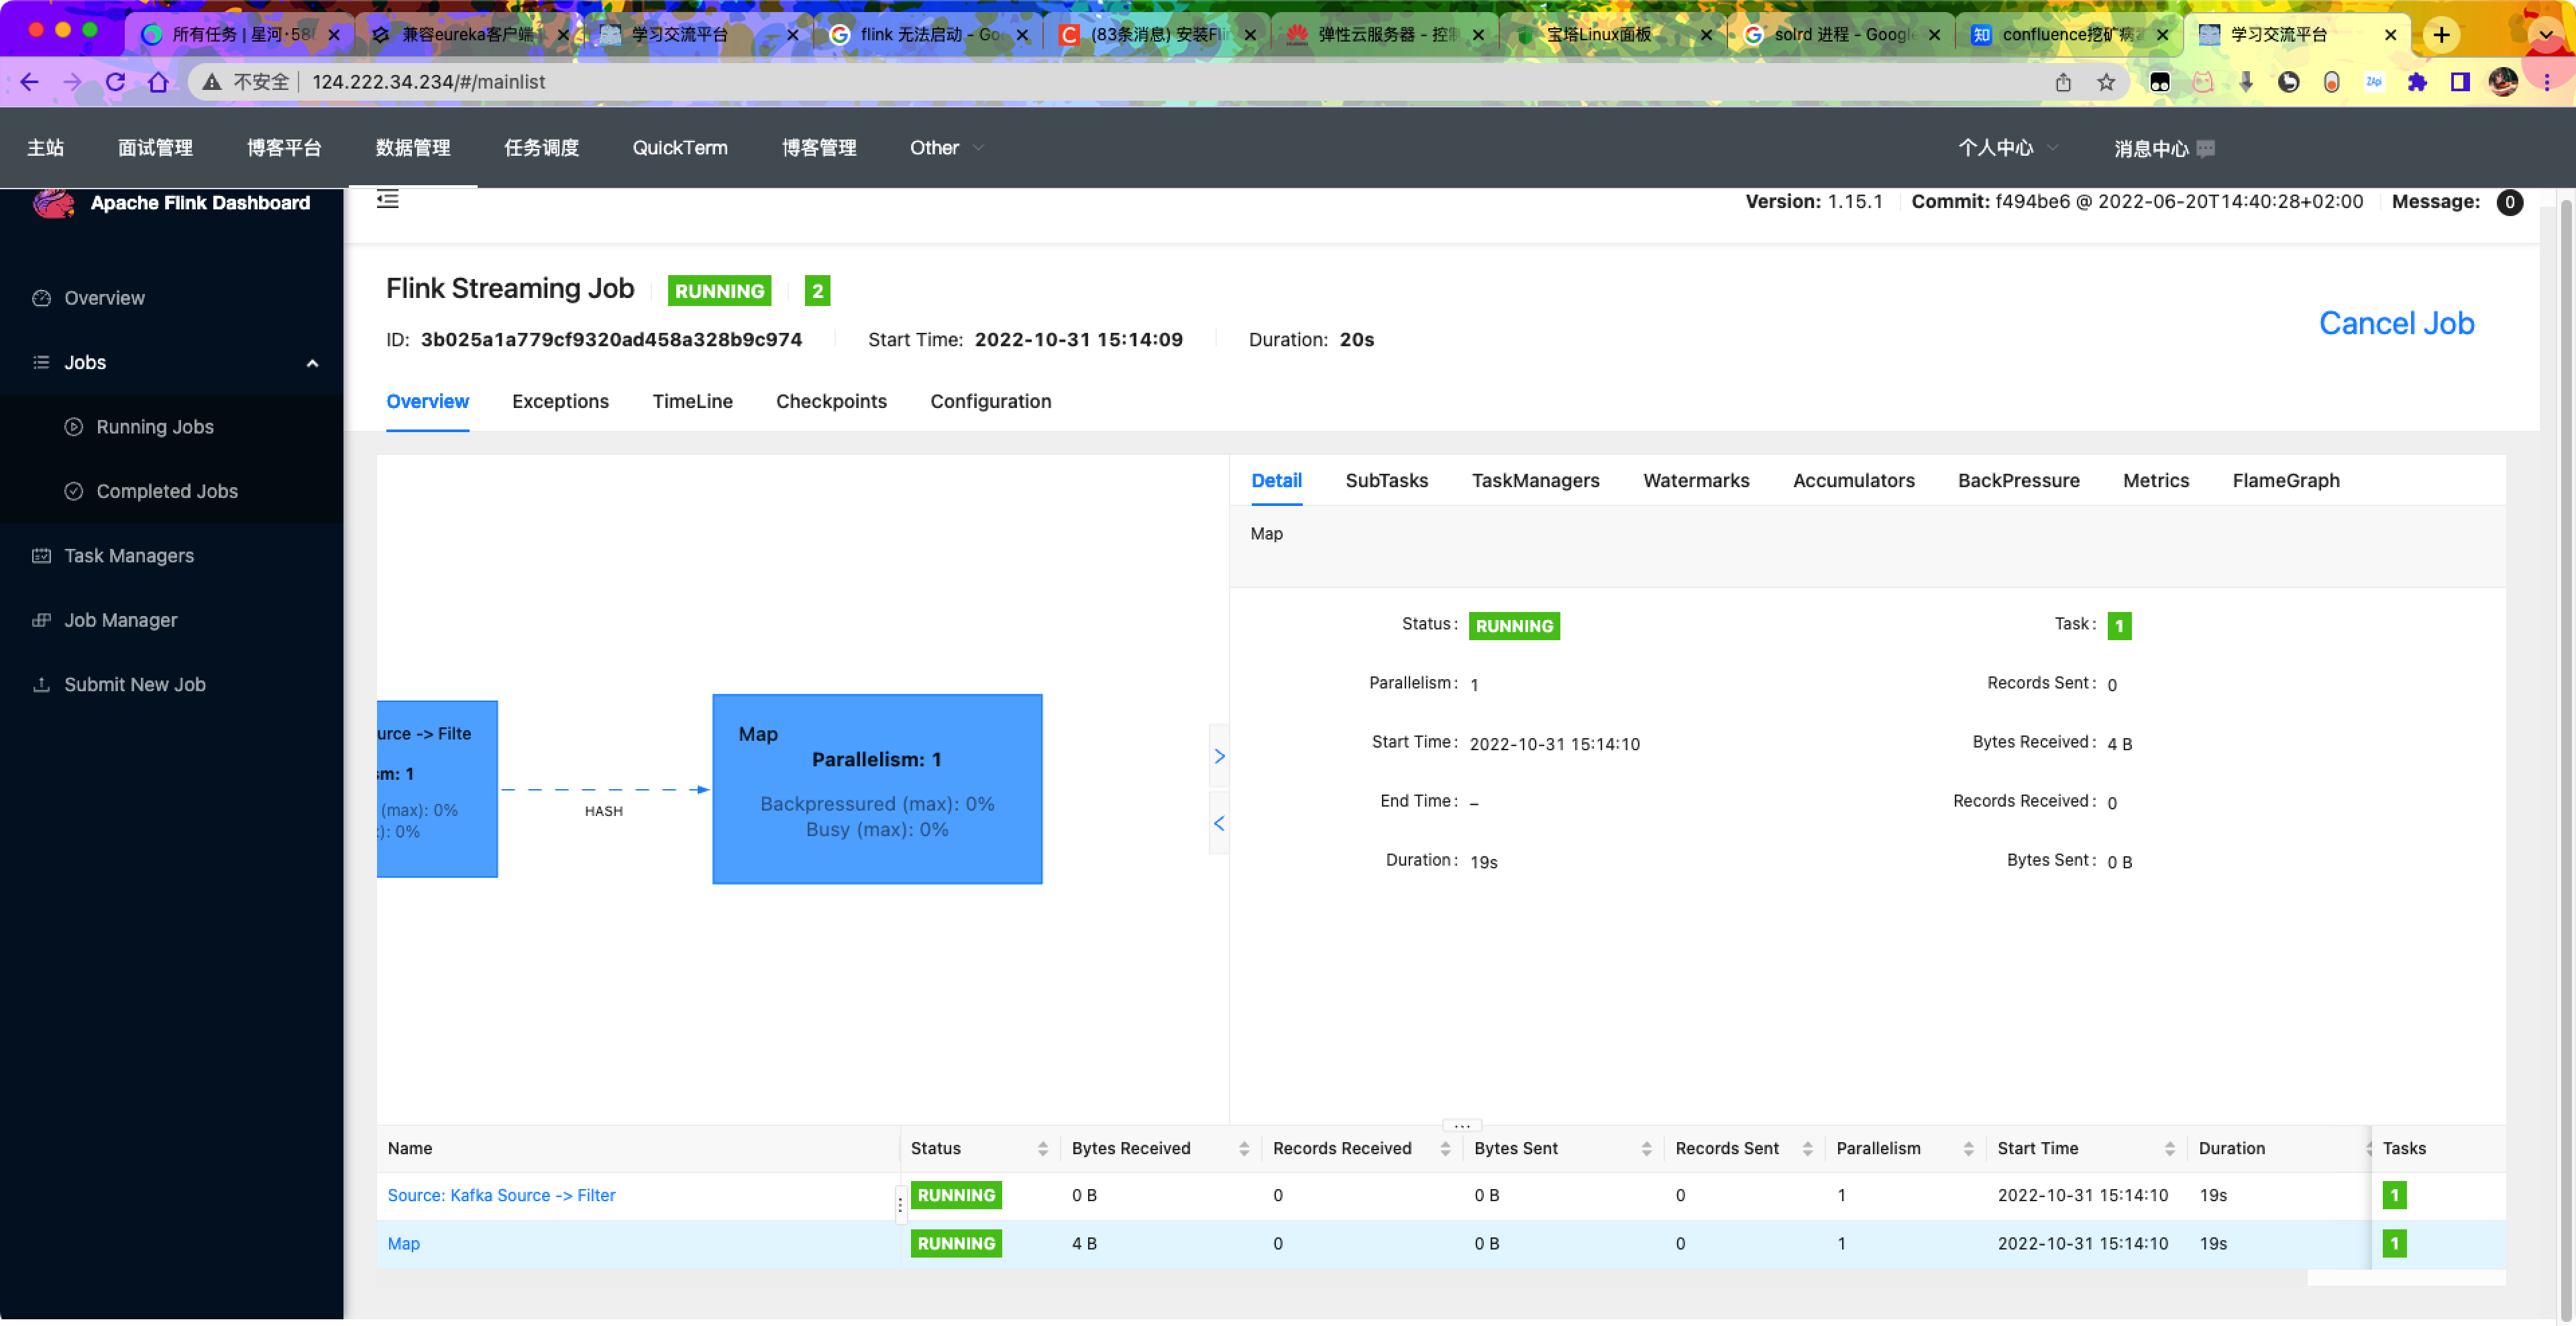 所有任务 | 星河·58
兼容eureka客户端
学习交流平台
flink 无法启动 - Go
(83条消息) 安装Fli
弹性云服务器 - 控
宝塔Linux面板
solrd 进程 - Google
知 confluence挖矿病
学习交流平台
不安全 124.222.34.234/#/mainlist
ZApi
主站 面试管理 博客平台 数据管理 任务调度 QuickTerm 博客管理 Other 个人中心 消息中心
Apache Flink Dashboard
Version: 1.15.1 Commit: f494be6 @ 2022-06-20T14:40:28+02:00 Message: 0
Overview
Jobs
Running Jobs
Completed Jobs
Task Managers
Job Manager
Submit New Job
Flink Streaming Job RUNNING 2
ID: 3b025a1a779cf9320ad458a328b9c974 Start Time: 2022-10-31 15:14:09 Duration: 20s
Cancel Job
Overview Exceptions TimeLine Checkpoints Configuration
urce -> Filte
sm: 1
(max): 0%
): 0%
HASH
Map
Parallelism: 1
Backpressured (max): 0%
Busy (max): 0%
Detail SubTasks TaskManagers Watermarks Accumulators BackPressure Metrics FlameGraph
Map
Status: RUNNING Task: 1
Parallelism: 1 Records Sent: 0
Start Time: 2022-10-31 15:14:10 Bytes Received: 4 B
End Time: – Records Received: 0
Duration: 19s Bytes Sent: 0 B
Name Status Bytes Received Records Received Bytes Sent Records Sent Parallelism Start Time Duration Tasks
Source: Kafka Source -> Filter RUNNING 0 B 0 0 B 0 1 2022-10-31 15:14:10 19s 1
Map RUNNING 4 B 0 0 B 0 1 2022-10-31 15:14:10 19s 1